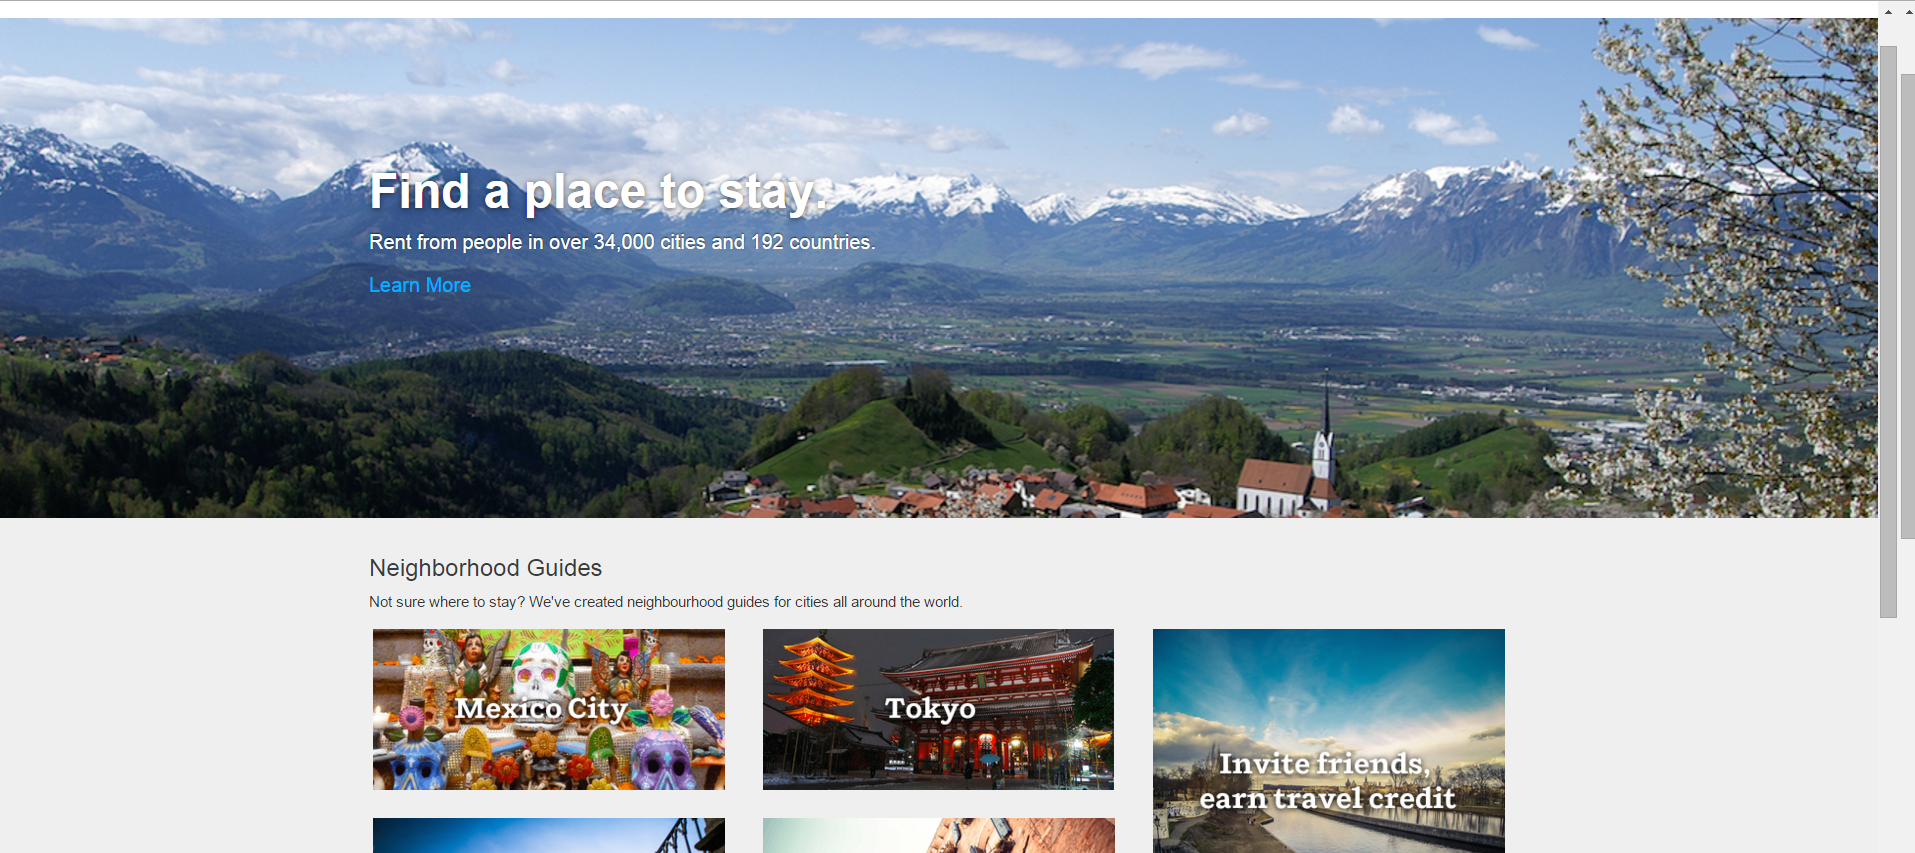 Find a place to stay.
Rent from people in over 34,000 cities and 192 countries.
Learn More
Neighborhood Guides
Not sure where to stay? We've created neighbourhood guides for cities all around the world.
Mexico City
Tokyo
Invite friends,
earn travel credit